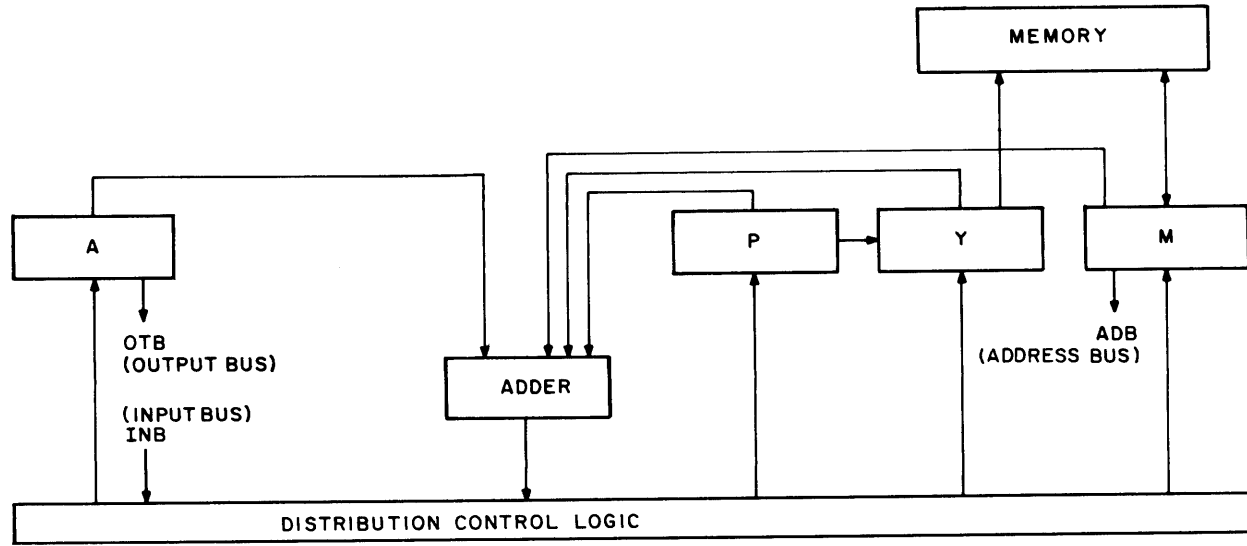 MEMORY
A
P
Y
M
OTB
(OUTPUT BUS)
ADB
(ADDRESS BUS)
ADDER
(INPUT BUS)
INB
DISTRIBUTION CONTROL LOGIC